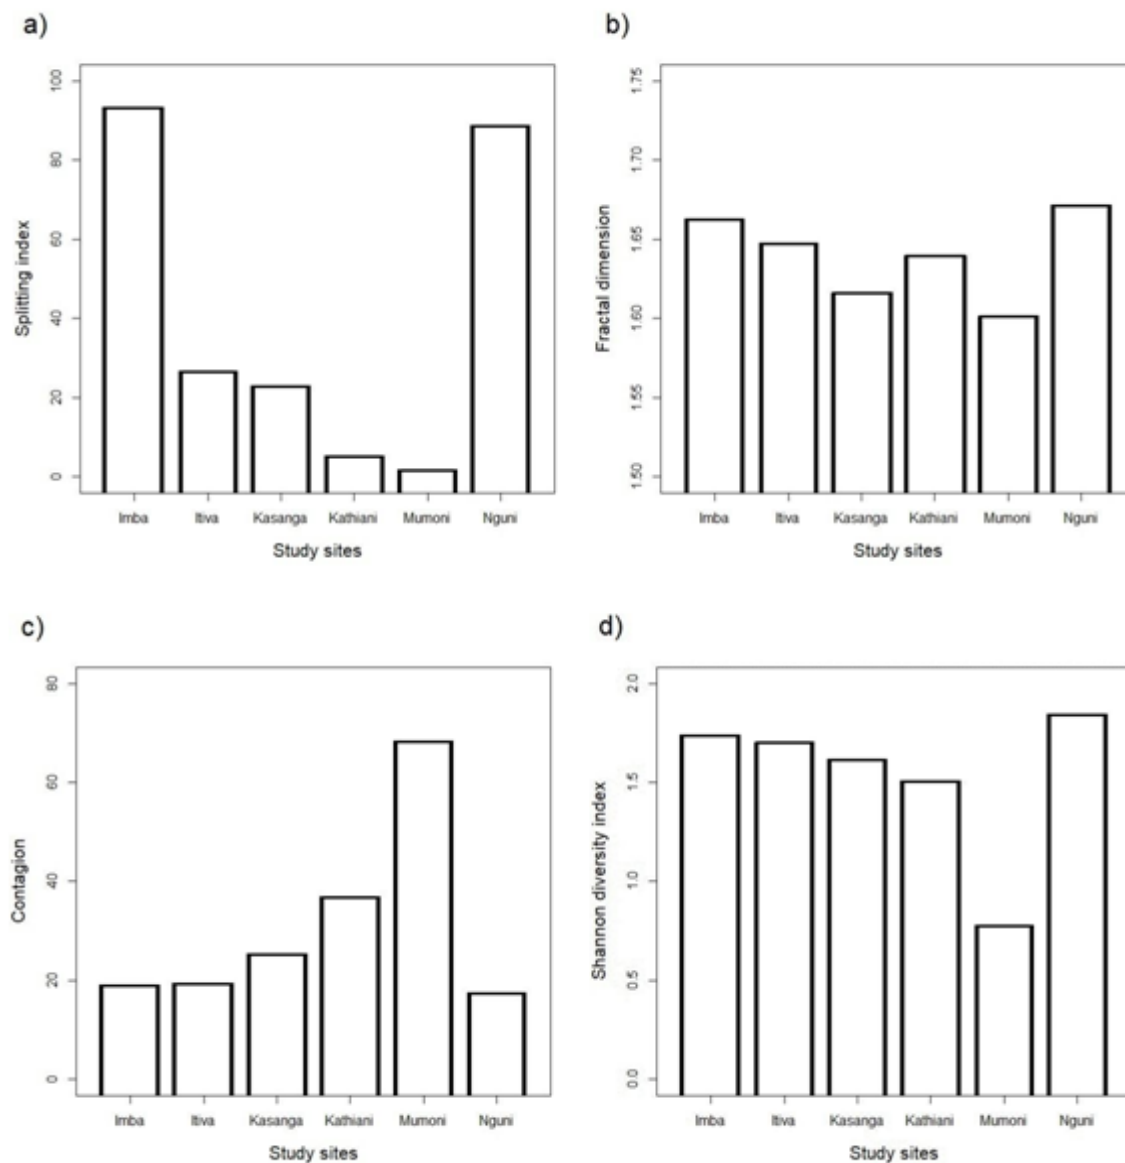 a)
Splitting index
100
80
60
40
20
0
Imba Itiva Kasanga Kathiani Mumoni Nguni
Study sites
b)
Fractal dimension
1.75
1.70
1.65
1.60
1.55
1.50
Imba Itiva Kasanga Kathiani Mumoni Nguni
Study sites
c)
Contagion
80
60
40
20
0
Imba Itiva Kasanga Kathiani Mumoni Nguni
Study sites
d)
Shannon diversity index
2.0
1.5
1.0
0.5
0.0
Imba Itiva Kasanga Kathiani Mumoni Nguni
Study sites